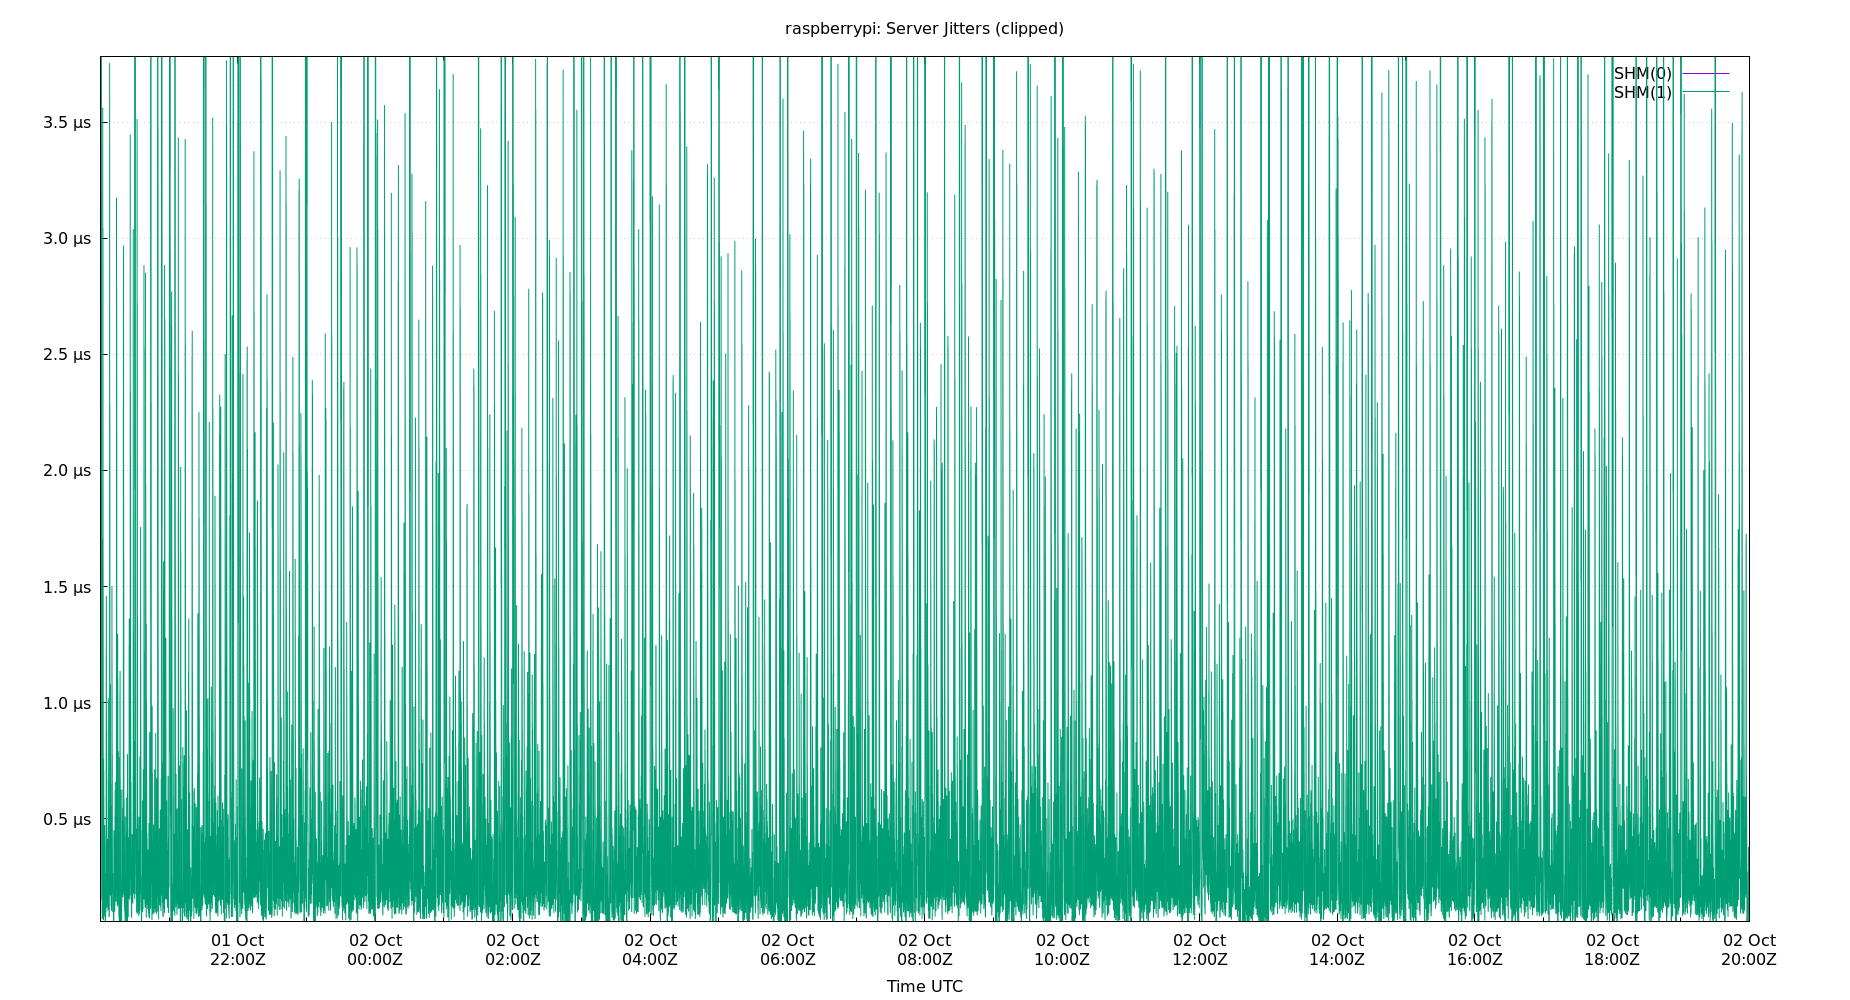 raspberrypi: Server Jitters (clipped)
SHM(0)
SHM(1)
3.5 µs
3.0 µs
2.5 µs
2.0 µs
1.5 µs
1.0 µs
0.5 µs
01 Oct 02 Oct 02 Oct 02 Oct 02 Oct 02 Oct 02 Oct 02 Oct 02 Oct 02 Oct 02 Oct 02 Oct
22:00Z 00:00Z 02:00Z 04:00Z 06:00Z 08:00Z 10:00Z 12:00Z 14:00Z 16:00Z 18:00Z 20:00Z
Time UTC